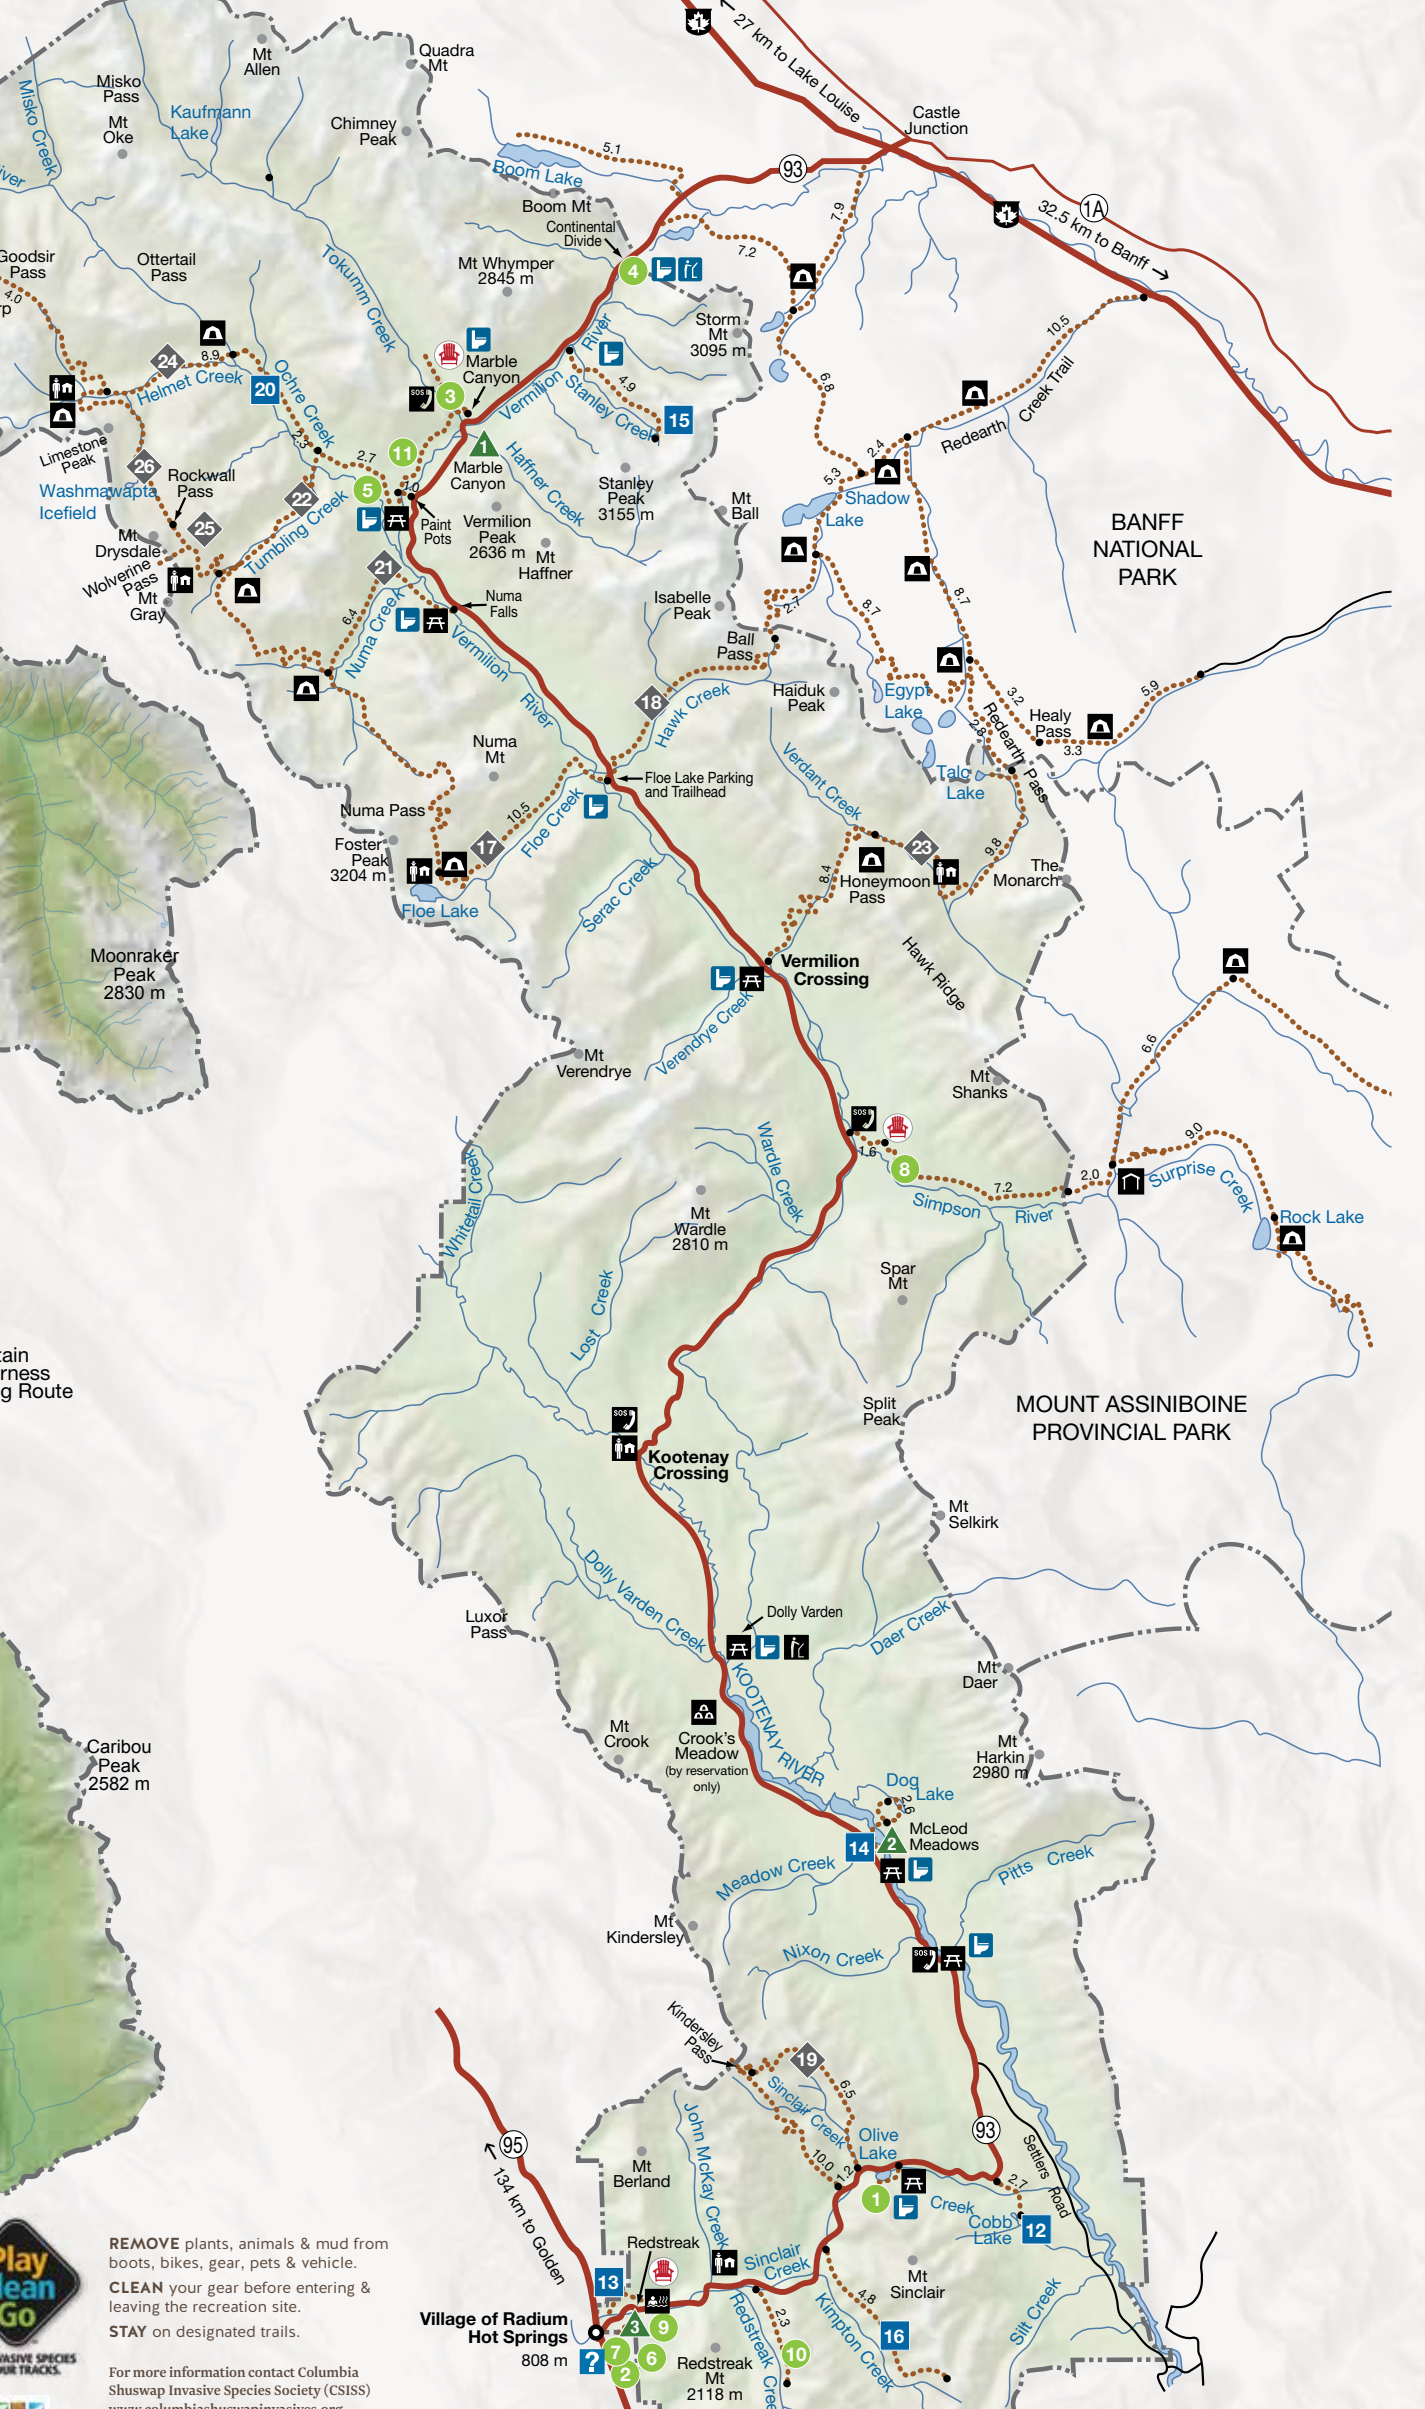 27 km to Lake Louise
1
Castle
Junction
93
1A
1
32.5 km to Banff
Quadra
Mt
Mt
Allen
Misko
Pass
Misko Creek
Kaufmann
Lake
Mt
Oke
Chimney
Peak
5.1
Boom Lake
Boom Mt
Continental
Divide
4
7.2
7.9
Goodsir
Pass
4.0
Ottertail
Pass
Tokumm Creek
Mt Whymper
2845 m
Storm
Mt
3095 m
10.5
Redearth
Creek Trail
24
8.9
Helmet Creek
20
Ochre Creek
2.3
Marble
Canyon
SOS
3
Vermilion
River
4.9
Stanley Creek
15
6.8
2.4
5.3
Shadow
Lake
Limestone
Peak
26
Rockwall
Pass
Washmawapta
Icefield
25
22
2.7
11
5
1.0
1
Marble
Canyon
Haffner Creek
Stanley
Peak
3155 m
Mt
Ball
BANFF
NATIONAL
PARK
Mt
Drysdale
Wolverine
Pass
Mt
Gray
Tumbling Creek
Paint
Pots
Vermilion
Peak
2636 m
Mt
Haffner
21
6.4
Numa Creek
Numa
Falls
Isabelle
Peak
2.7
8.7
8.7
Ball
Pass
Vermilion
River
18
Hawk Creek
Haiduk
Peak
Egypt
Lake
3.2
Healy
Pass
3.3
5.9
2.8
Redearth Pass
Numa
Mt
Floe Lake Parking
and Trailhead
Verdant Creek
Talc
Lake
Numa Pass
Foster
Peak
3204 m
17
10.5
Floe Creek
Floe Lake
Serac Creek
8.4
23
Honeymoon
Pass
9.8
The
Monarch
Moonraker
Peak
2830 m
Vermilion
Crossing
Hawk Ridge
Verendrye Creek
Mt
Verendrye
Mt
Shanks
6.6
SOS
1.6
8
7.2
2.0
9.0
Surprise Creek
Simpson
River
Rock Lake
Whitetail Creek
Wardle Creek
Mt
Wardle
2810 m
Spar
Mt
Lost
Creek
Split
Peak
MOUNT ASSINIBOINE
PROVINCIAL PARK
SOS
Kootenay
Crossing
Mt
Selkirk
Luxor
Pass
Dolly Varden Creek
Dolly Varden
Daer Creek
Mt
Daer
KOOTENAY
RIVER
Mt
Crook
Crook's
Meadow
(by reservation
only)
Mt
Harkin
2980 m
Caribou
Peak
2582 m
Dog
Lake
2.6
McLeod
Meadows
14
2
Meadow Creek
Pitts
Creek
Mt
Kindersley
Nixon Creek
SOS
Kindersley
Pass
19
6.5
Sinclair Creek
93
Settlers
Road
Olive
Lake
10.0
1.2
1
2.7
Creek
Cobb
Lake
12
95
134 km to Golden
Mt
Berland
John McKay Creek
Redstreak
Sinclair
Creek
Mt
Sinclair
Silt Creek
13
4.8
16
Kimpton Creek
Village of Radium
Hot Springs
808 m
?
3
9
7
6
2
2.3
10
Redstreak
Mt
2118 m
Play
Clean
Go
REMOVE plants, animals & mud from
boots, bikes, gear, pets & vehicle.
CLEAN your gear before entering &
leaving the recreation site.
STAY on designated trails.
For more information contact Columbia
Shuswap Invasive Species Society (CSISS)